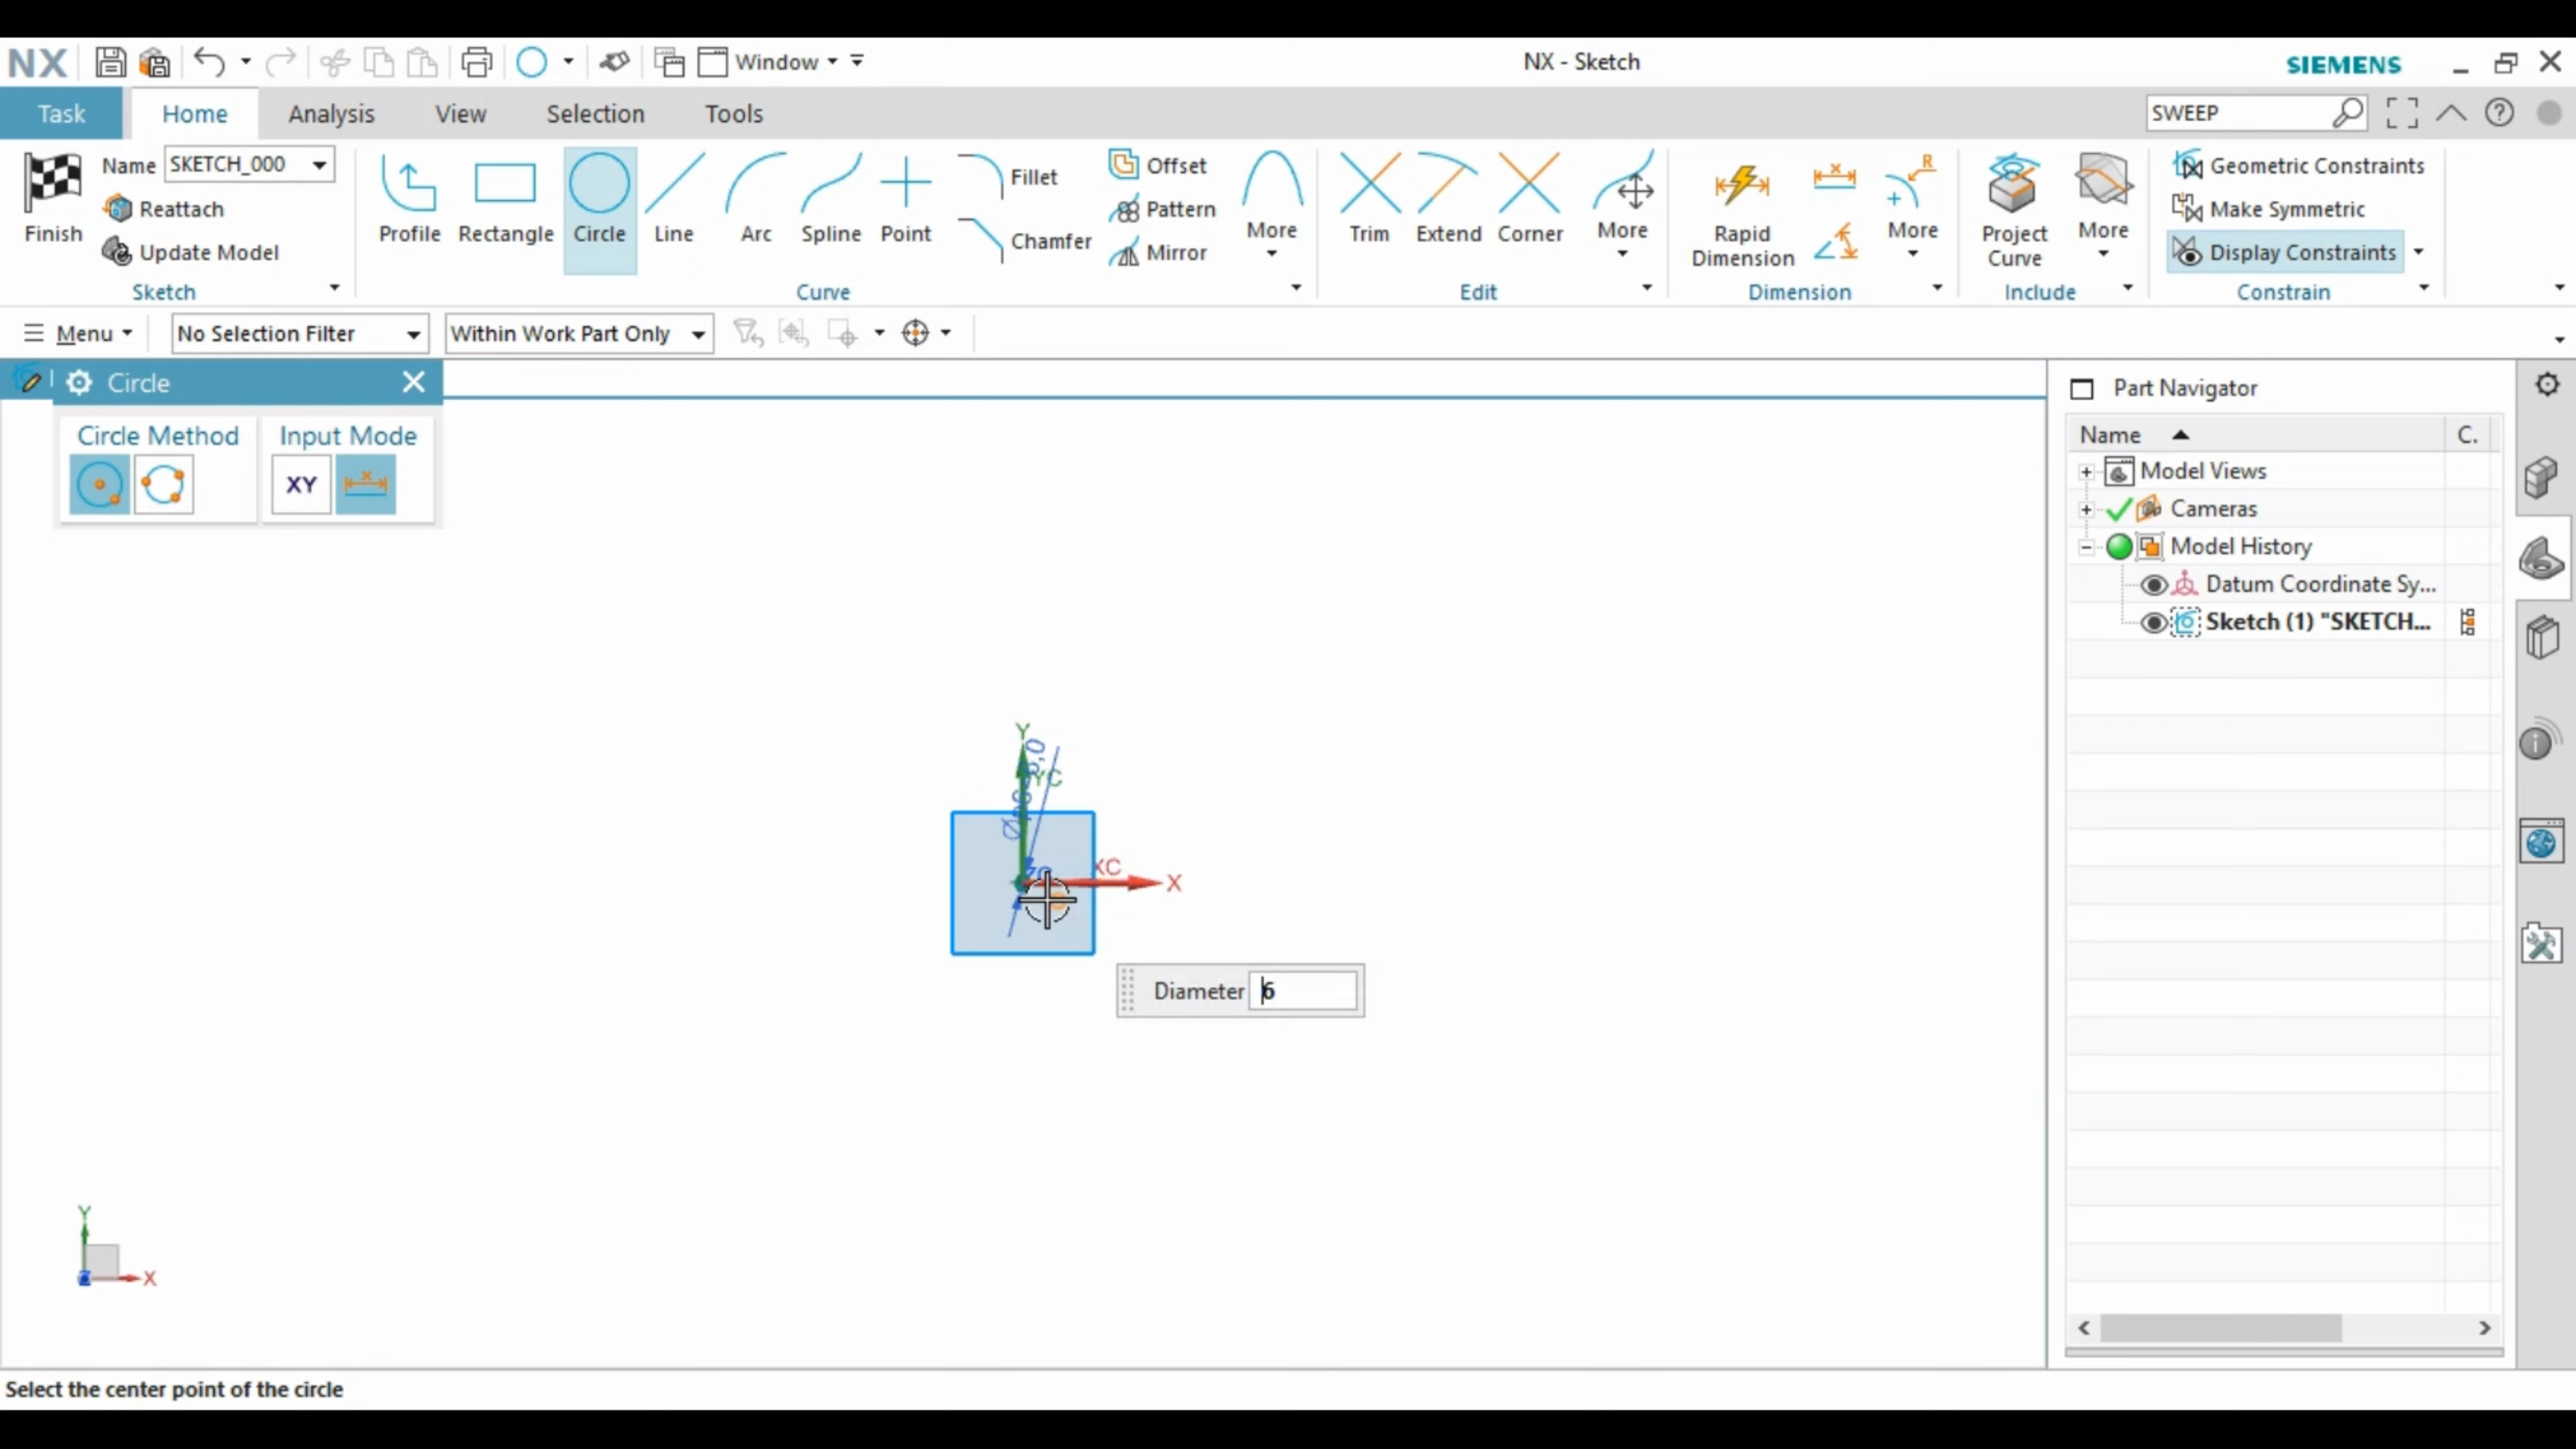 NX
Window
NX - Sketch
SIEMENS
Task
Home
Analysis
View
Selection
Tools
SWEEP
Finish
Name SKETCH_000
Reattach
Update Model
Sketch
Profile
Rectangle
Circle
Line
Arc
Spline
Point
Fillet
Chamfer
Offset
Pattern
Mirror
More
Curve
Trim
Extend
Corner
More
Edit
Rapid
Dimension
More
Dimension
Project
Curve
More
Include
Geometric Constraints
Make Symmetric
Display Constraints
Constrain
Menu
No Selection Filter
Within Work Part Only
Circle
Circle Method
Input Mode
XY
Part Navigator
Name
C.
Model Views
Cameras
Model History
Datum Coordinate Sy...
Sketch (1) "SKETCH...
Y
YC
XC
X
Diameter 6
Y
X
Select the center point of the circle